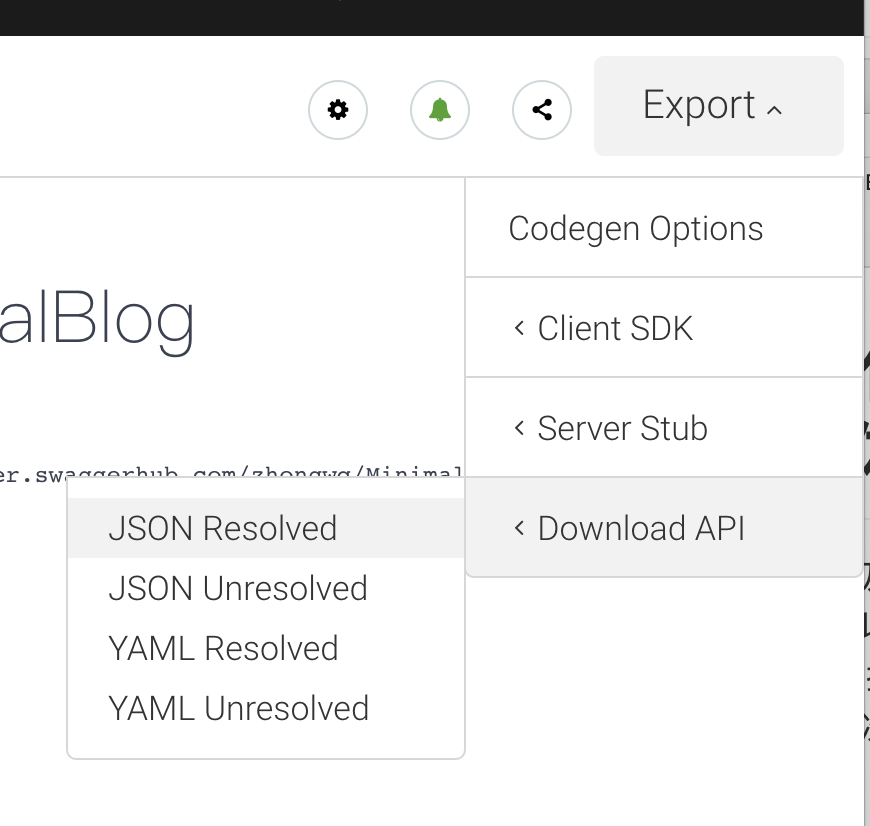 Export
Codegen Options
alBlog
Client SDK
Server Stub
er.swaggerhub.com/zhongwg/Minimal
JSON Resolved
Download API
JSON Unresolved
YAML Resolved
YAML Unresolved